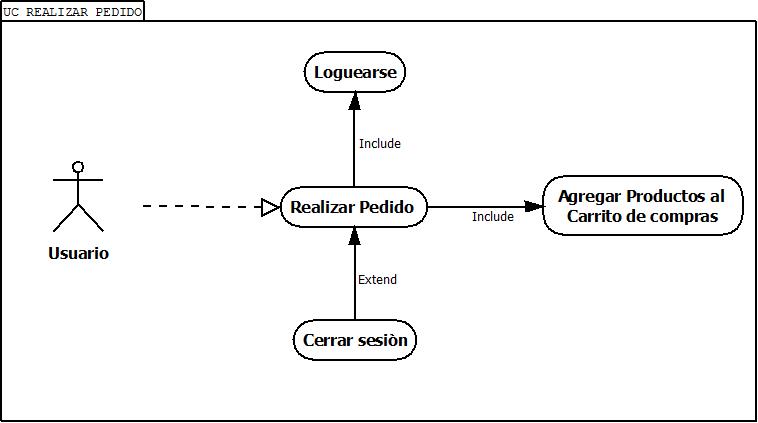 UC REALIZAR PEDIDO
Loguearse
Include
Realizar Pedido
Include
Agregar Productos al
Carrito de compras
Usuario
Extend
Cerrar sesiòn